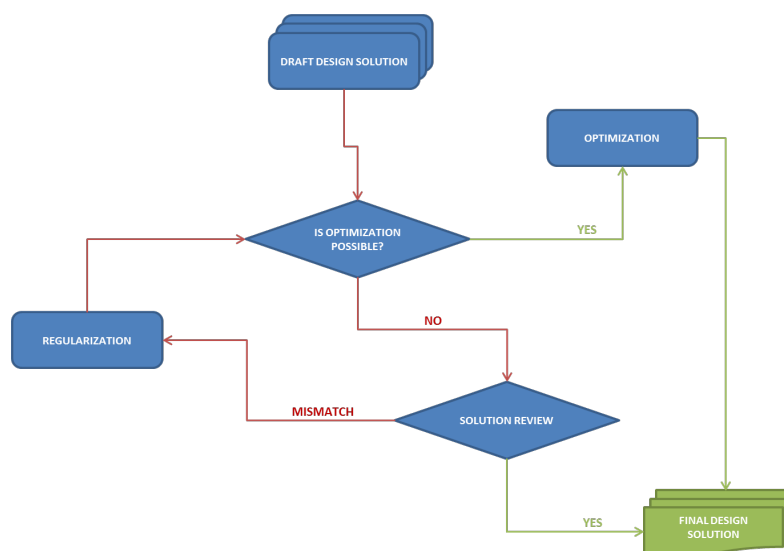 DRAFT DESIGN SOLUTION
OPTIMIZATION
IS OPTIMIZATION
POSSIBLE?
YES
NO
REGULARIZATION
MISMATCH
SOLUTION REVIEW
YES
FINAL DESIGN
SOLUTION